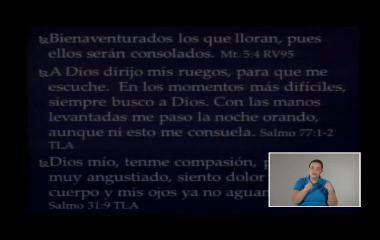 Bienaventurados los que lloran, pues
ellos serán consolados. Mt. 5:4 RV95
A Dios dirijo mis ruegos, para que me
escuche. En los momentos más difíciles,
siempre busco a Dios. Con las manos
levantadas me paso la noche orando,
aunque ni esto me consuela. Salmo 77:1-2
TLA
Dios mío, tenme compasión,
muy angustiado, siento dolor
cuerpo y mis ojos ya no
Salmo 31:9 TLA